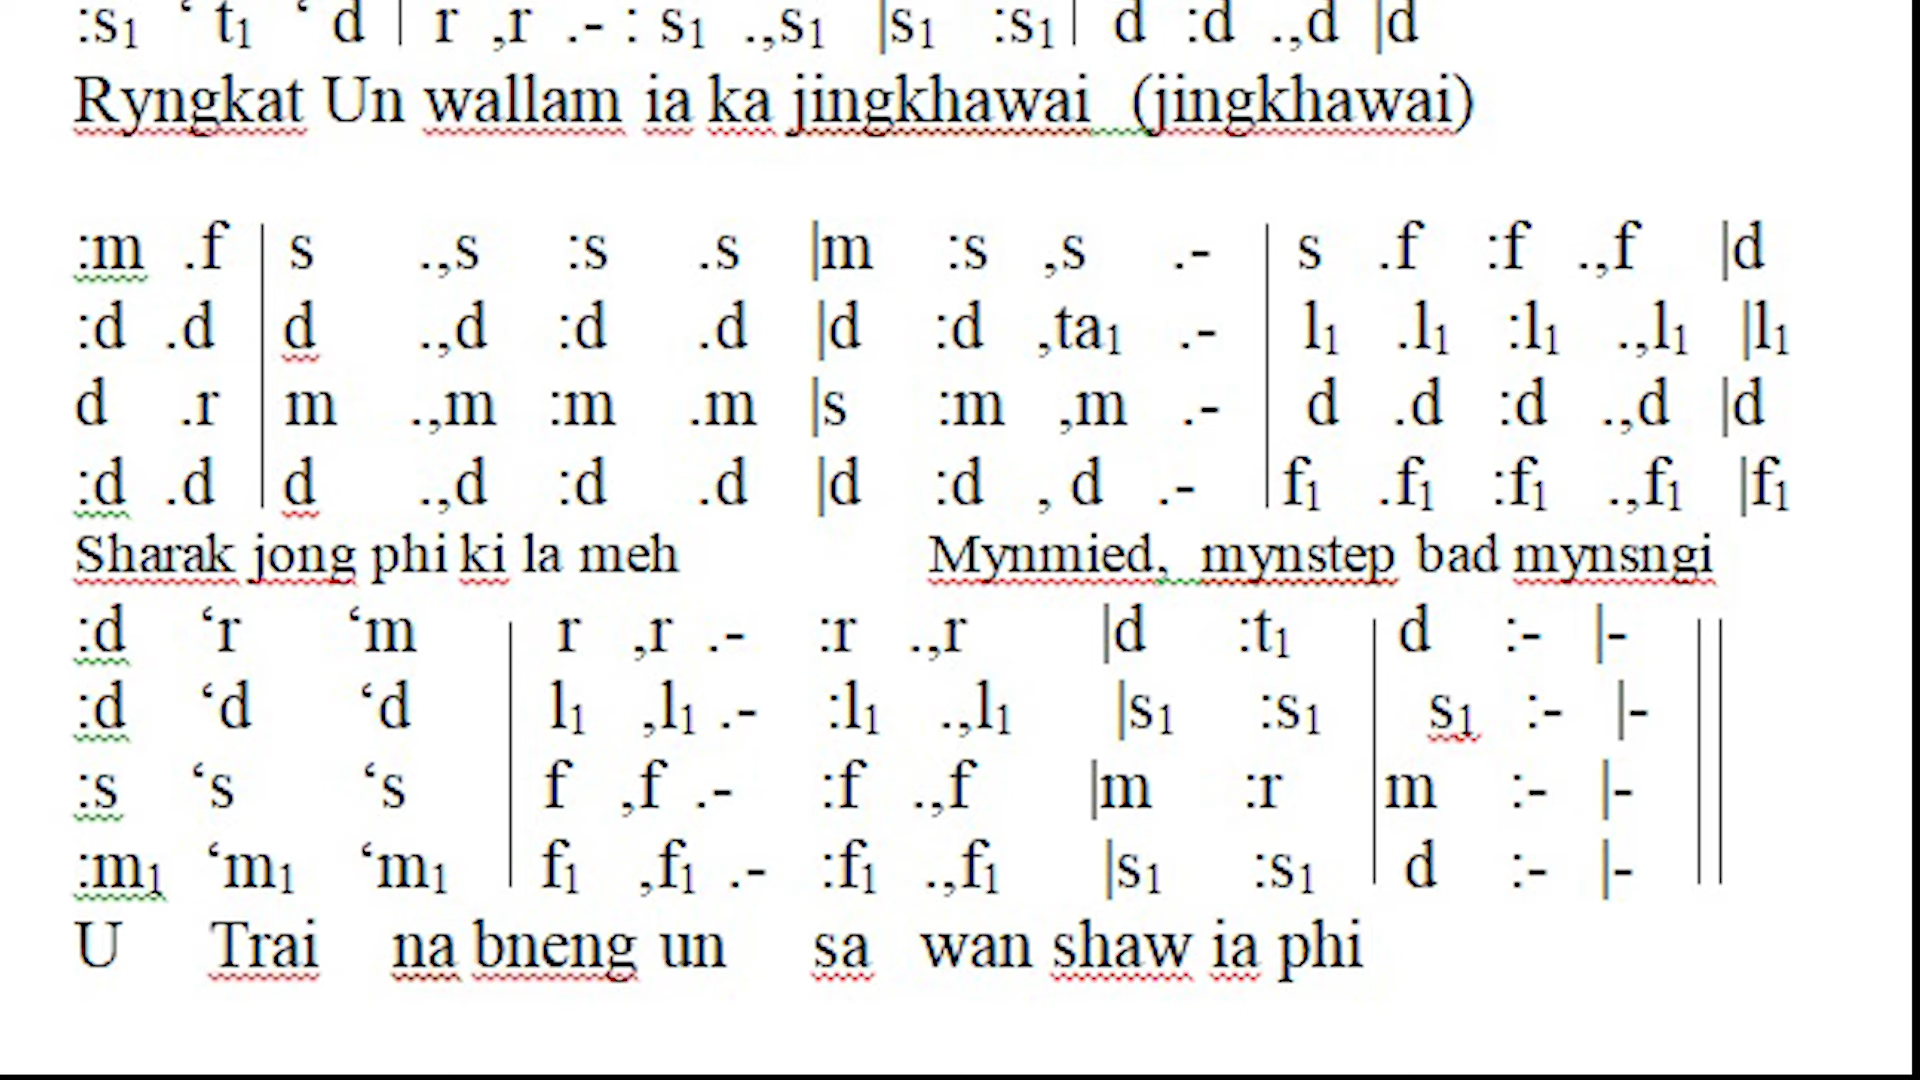 :s₁ ‘ t₁ ‘ d | r ,r .- : s₁ .,s₁ |s₁ :s₁ | d :d .,d |d
Ryngkat Un wallam ia ka jingkhawai (jingkhawai)
:m .f | s .,s :s .s |m :s ,s .- | s .f :f .,f |d
:d .d | d .,d :d .d |d :d ,ta₁ .- | l₁ .l₁ :l₁ .,l₁ |l₁
d .r | m .,m :m .m |s :m ,m .- | d .d :d .,d |d
:d .d | d .,d :d .d |d :d , d .- | f₁ .f₁ :f₁ .,f₁ |f₁
Sharak jong phi ki la meh Mynmied, mynstep bad mynsngi
:d ‘r ‘m | r ,r .- :r .,r |d :t₁ | d :- |- ||
:d ‘d ‘d | l₁ ,l₁ .- :l₁ .,l₁ |s₁ :s₁ | s₁ :- |- ||
:s ‘s ‘s | f ,f .- :f .,f |m :r | m :- |- ||
:m₁ ‘m₁ ‘m₁ | f₁ ,f₁ .- :f₁ .,f₁ |s₁ :s₁ | d :- |- ||
U Trai na bneng un sa wan shaw ia phi